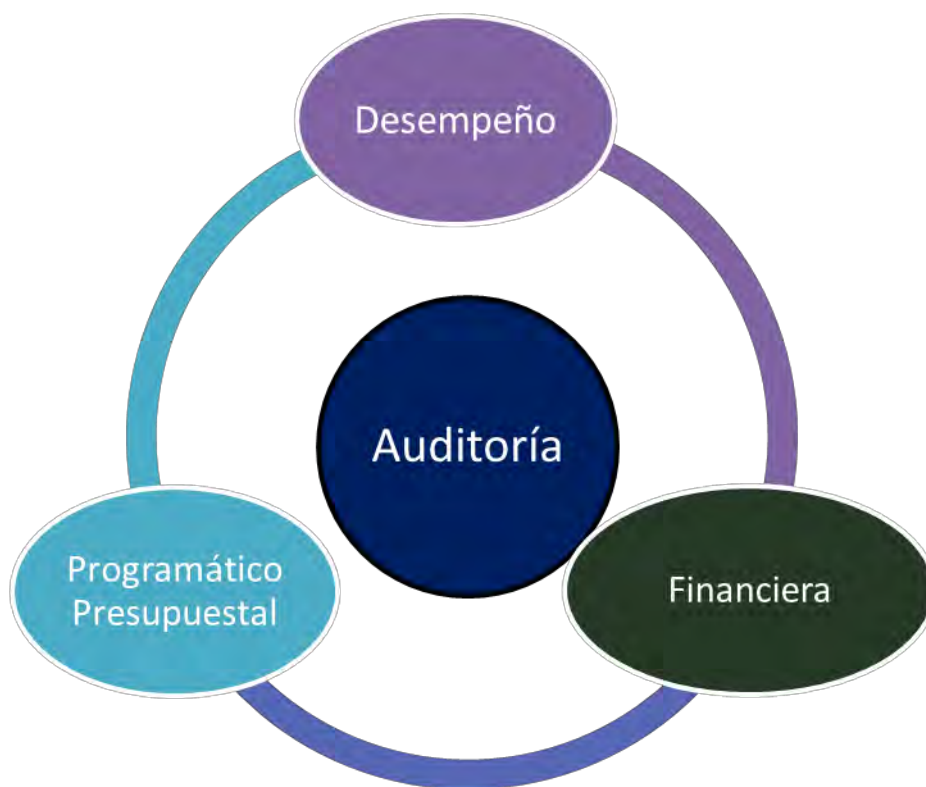 Desempeño
Auditoría
Programático
Presupuestal
Financiera